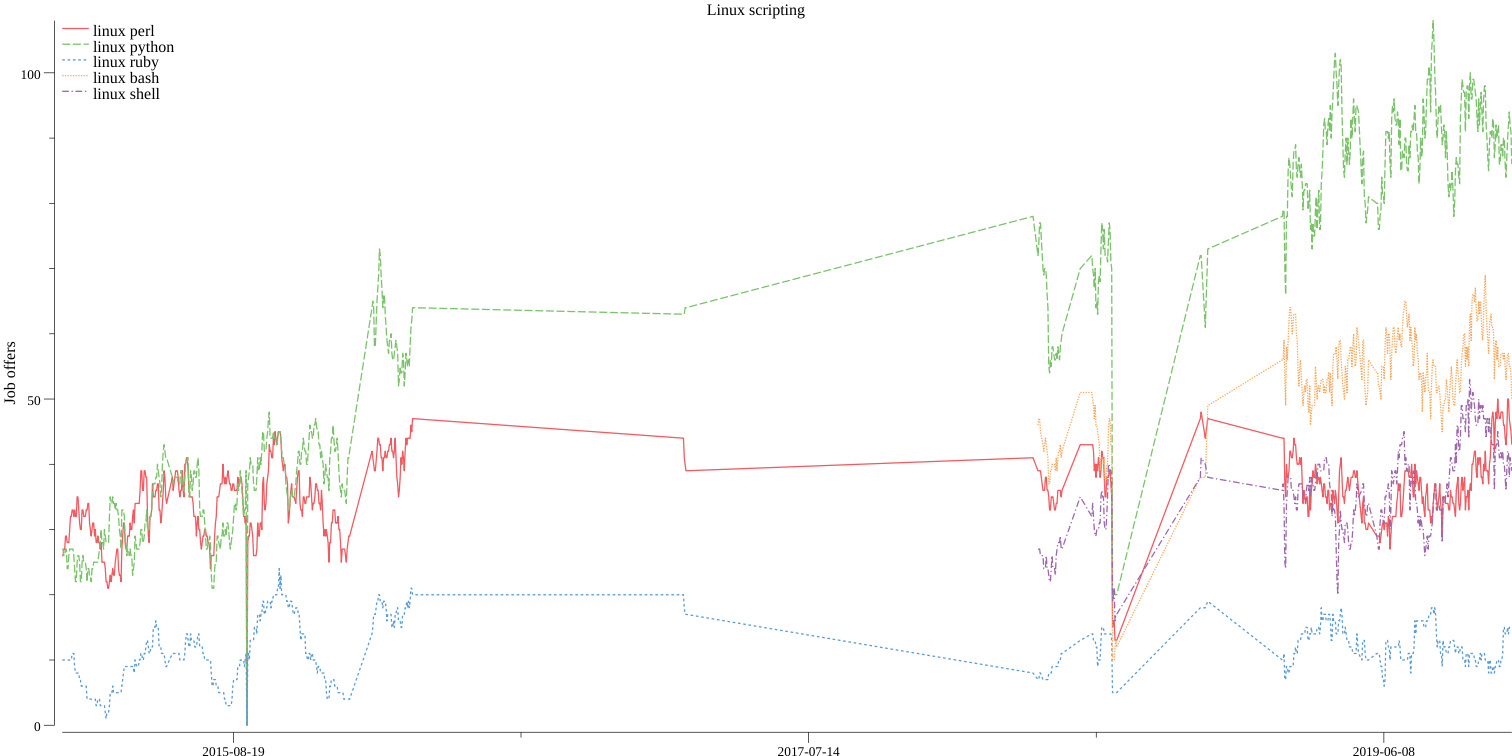 Linux scripting
linux perl
linux python
linux ruby
linux bash
linux shell
100
50
0
Job offers
2015-08-19
2017-07-14
2019-06-08